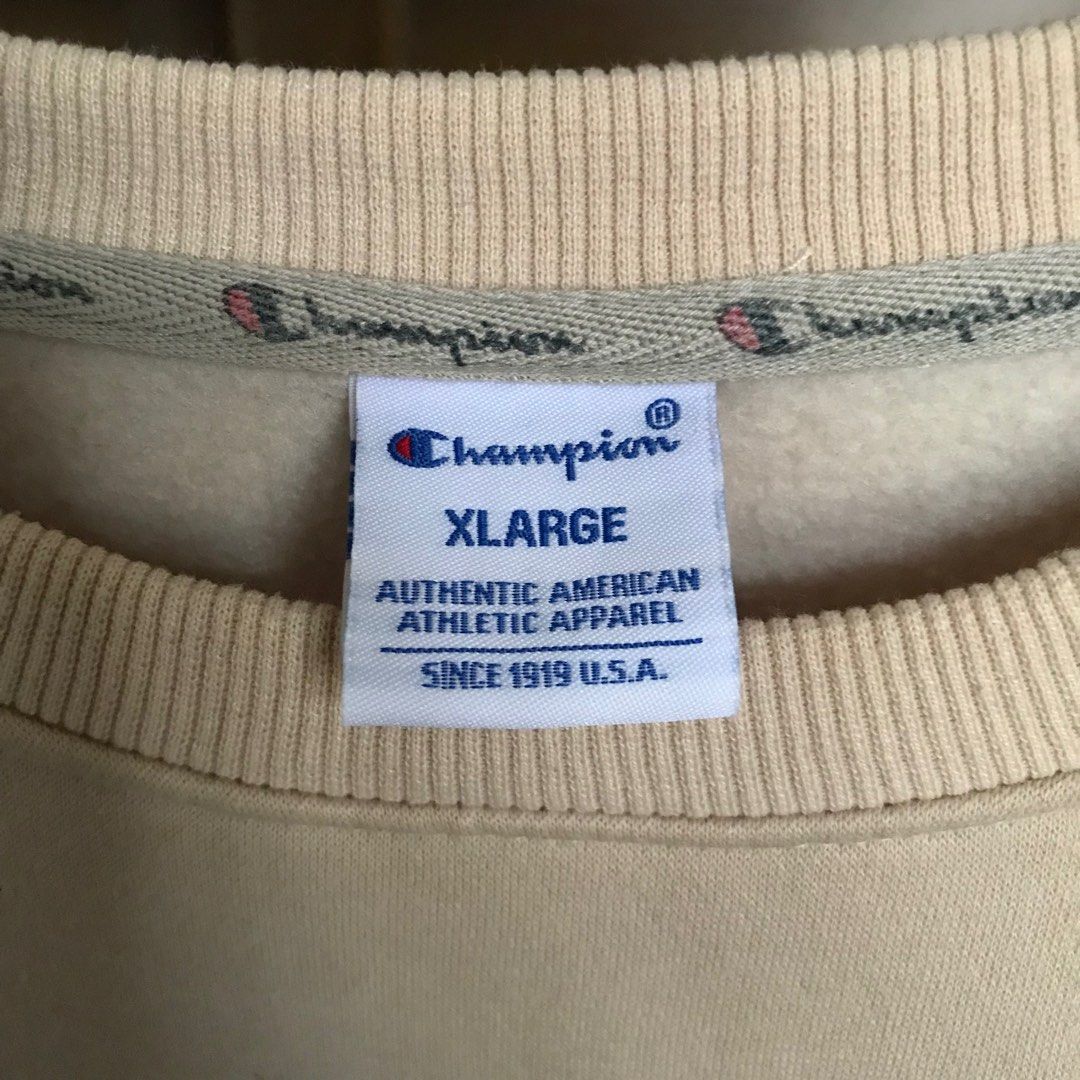 Champion Champion
Champion®
XLARGE
AUTHENTIC AMERICAN
ATHLETIC APPAREL
SINCE 1919 U.S.A.